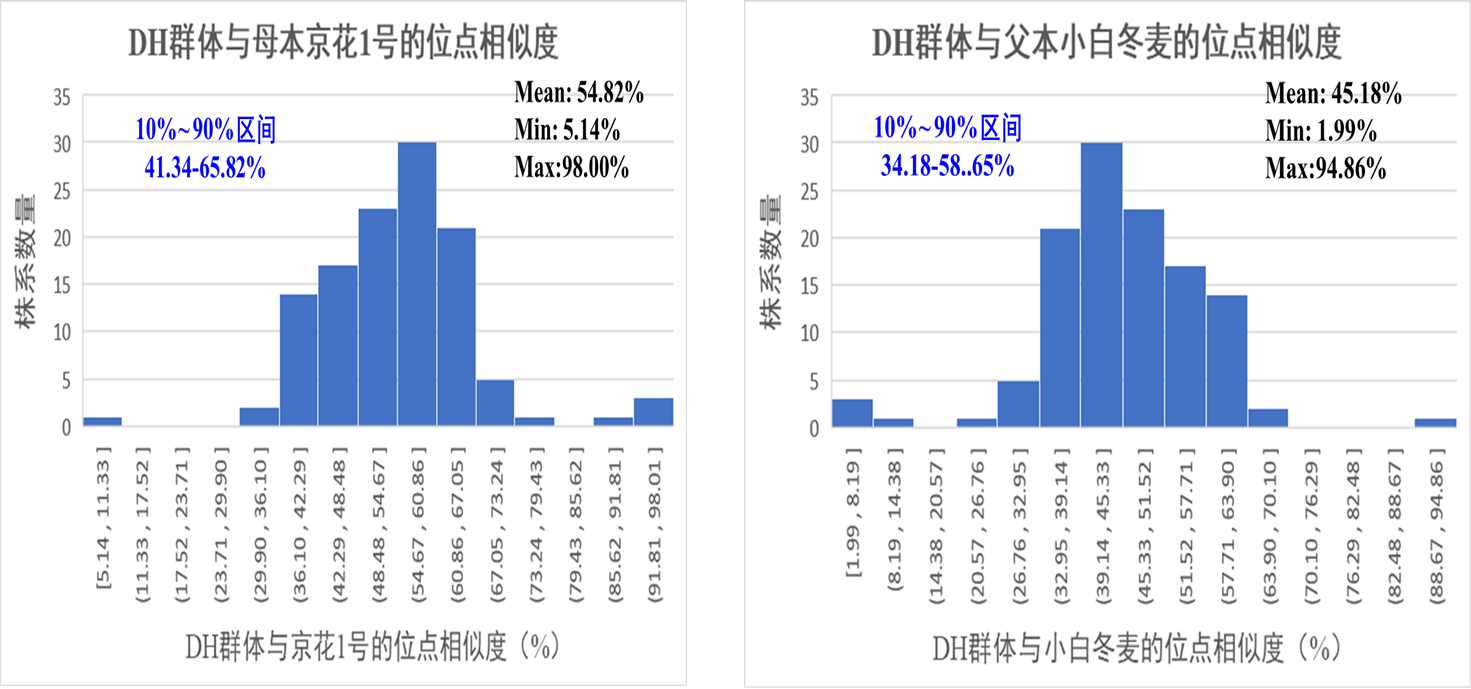 DH群体与母本京花1号的位点相似度
Mean: 54.82%
Min: 5.14%
Max:98.00%
10%~90%区间
41.34-65.82%
株系数量
35
30
25
20
15
10
5
0
[5.14 , 11.33 ]
(11.33 , 17.52 ]
(17.52 , 23.71 ]
(23.71 , 29.90 ]
(29.90 , 36.10 ]
(36.10 , 42.29 ]
(42.29 , 48.48 ]
(48.48 , 54.67 ]
(54.67 , 60.86 ]
(60.86 , 67.05 ]
(67.05 , 73.24 ]
(73.24 , 79.43 ]
(79.43 , 85.62 ]
(85.62 , 91.81 ]
(91.81 , 98.01 ]
DH群体与京花1号的位点相似度（%）
DH群体与父本小白冬麦的位点相似度
Mean: 45.18%
Min: 1.99%
Max:94.86%
10%~90%区间
34.18-58..65%
株系数量
35
30
25
20
15
10
5
0
[1.99 , 8.19 ]
(8.19 , 14.38 ]
(14.38 , 20.57 ]
(20.57 , 26.76 ]
(26.76 , 32.95 ]
(32.95 , 39.14 ]
(39.14 , 45.33 ]
(45.33 , 51.52 ]
(51.52 , 57.71 ]
(57.71 , 63.90 ]
(63.90 , 70.10 ]
(70.10 , 76.29 ]
(76.29 , 82.48 ]
(82.48 , 88.67 ]
(88.67 , 94.86 ]
DH群体与小白冬麦的位点相似度（%）